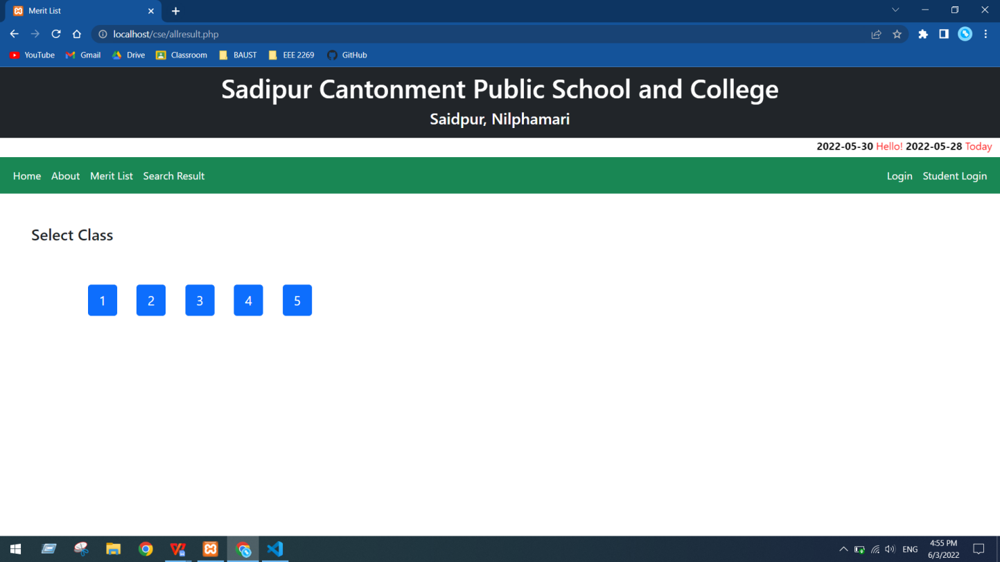 Merit List
localhost/cse/allresult.php
YouTube Gmail Drive Classroom BAUST EEE 2269 GitHub
Sadipur Cantonment Public School and College
Saidpur, Nilphamari
2022-05-30 Hello! 2022-05-28 Today
Home About Merit List Search Result Login Student Login
Select Class
1 2 3 4 5
4:55 PM
ENG
6/3/2022